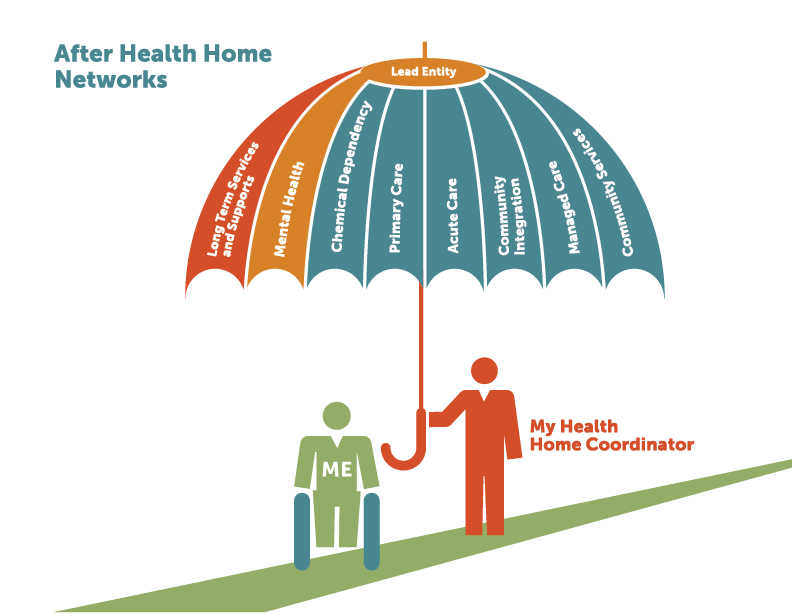 After Health Home
Networks
Lead Entity
Long Term Services
and Supports
Mental Health
Chemical Dependency
Primary Care
Acute Care
Community
Integration
Managed Care
Community Services
My Health
Home Coordinator
ME